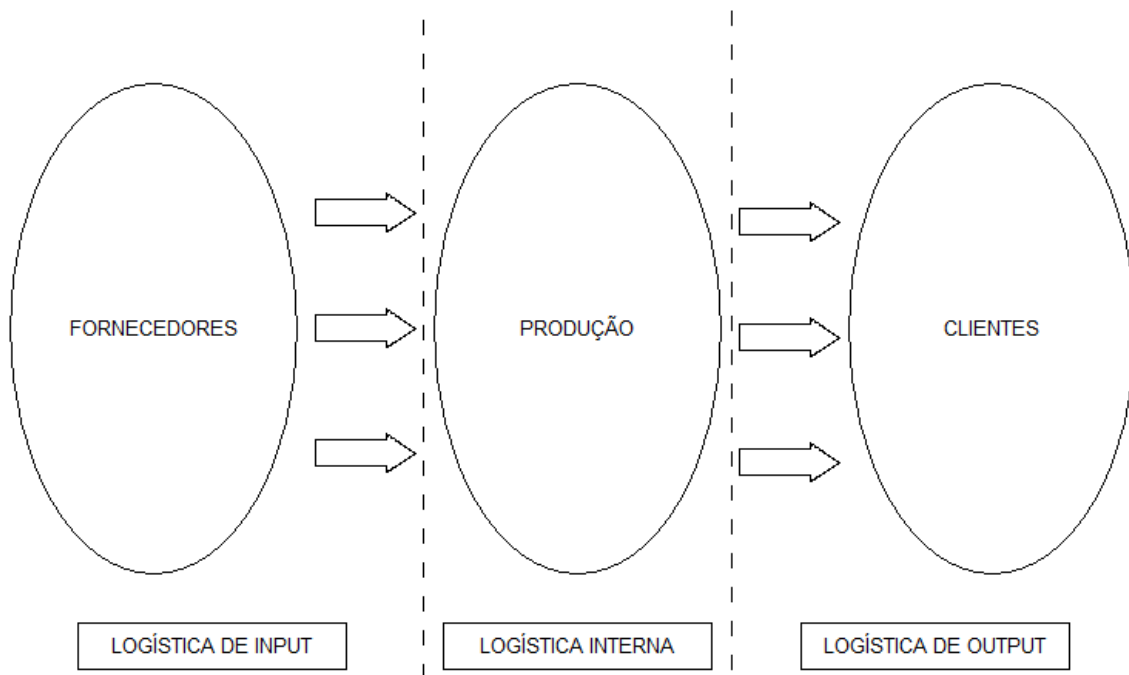 FORNECEDORES
PRODUÇÃO
CLIENTES
LOGÍSTICA DE INPUT
LOGÍSTICA INTERNA
LOGÍSTICA DE OUTPUT